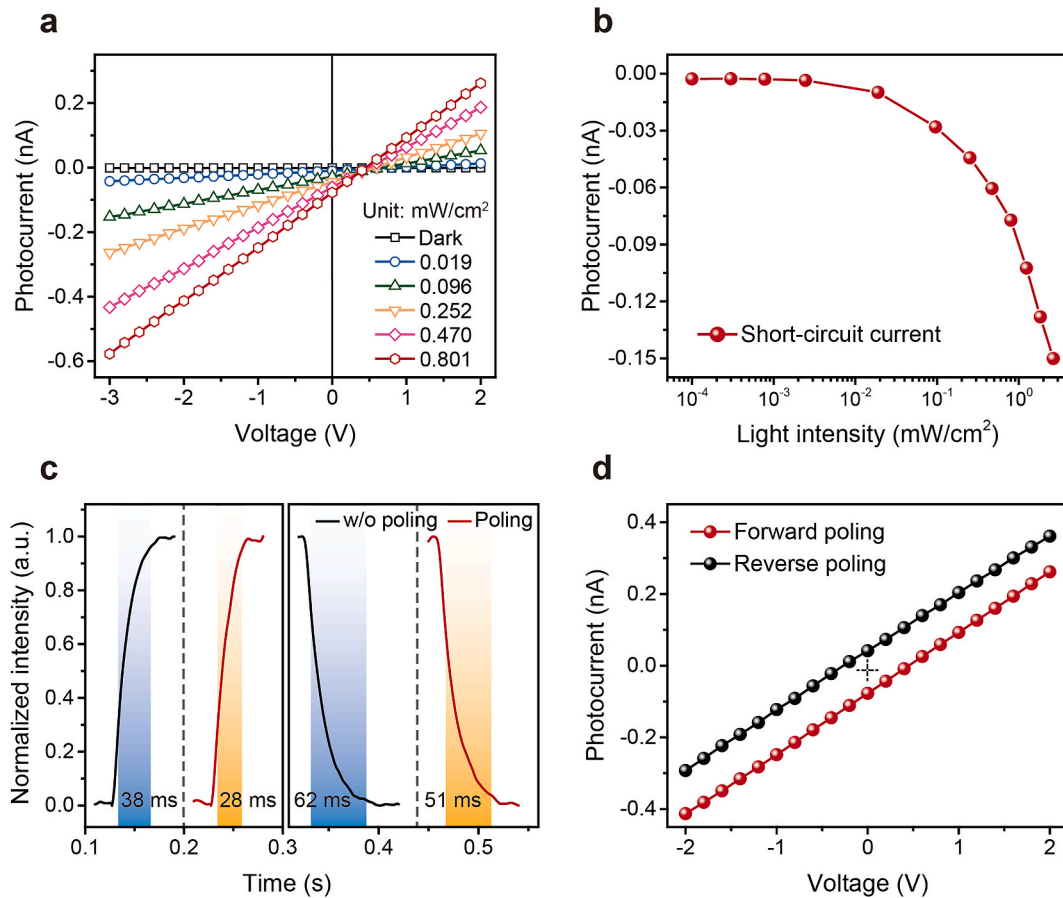 a
Photocurrent (nA)
0.2
0.0
-0.2
-0.4
-0.6
Unit: mW/cm²
Dark
0.019
0.096
0.252
0.470
0.801
-3 -2 -1 0 1 2
Voltage (V)
b
Photocurrent (nA)
0.00
-0.03
-0.06
-0.09
-0.12
-0.15
Short-circuit current
10⁻⁴ 10⁻³ 10⁻² 10⁻¹ 10⁰
Light intensity (mW/cm²)
c
Normalized intensity (a.u.)
1.0
0.8
0.6
0.4
0.2
0.0
w/o poling Poling
38 ms 28 ms 62 ms 51 ms
0.1 0.2 0.3 0.4 0.5
Time (s)
d
Photocurrent (nA)
0.4
0.2
0.0
-0.2
-0.4
Forward poling
Reverse poling
-2 -1 0 1 2
Voltage (V)